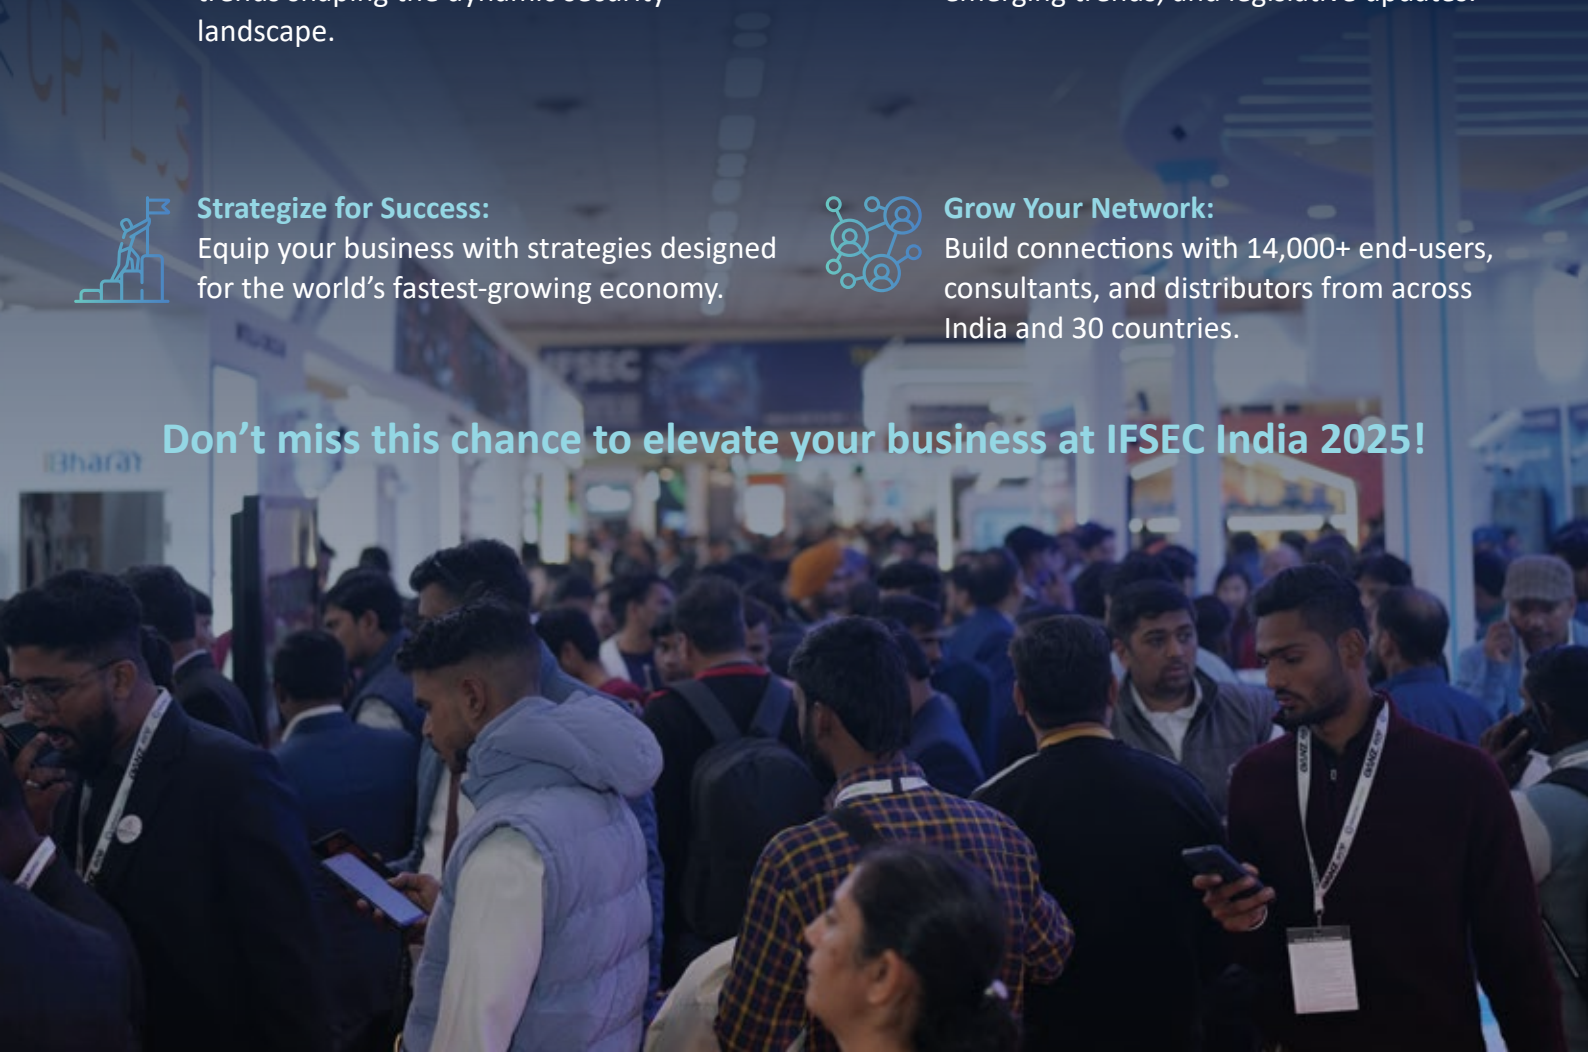 landscape.
Strategize for Success:
Equip your business with strategies designed
for the world's fastest-growing economy.
Grow Your Network:
Build connections with 14,000+ end-users,
consultants, and distributors from across
India and 30 countries.
IFSEC
Don't miss this chance to elevate your business at IFSEC India 2025!
Bharat